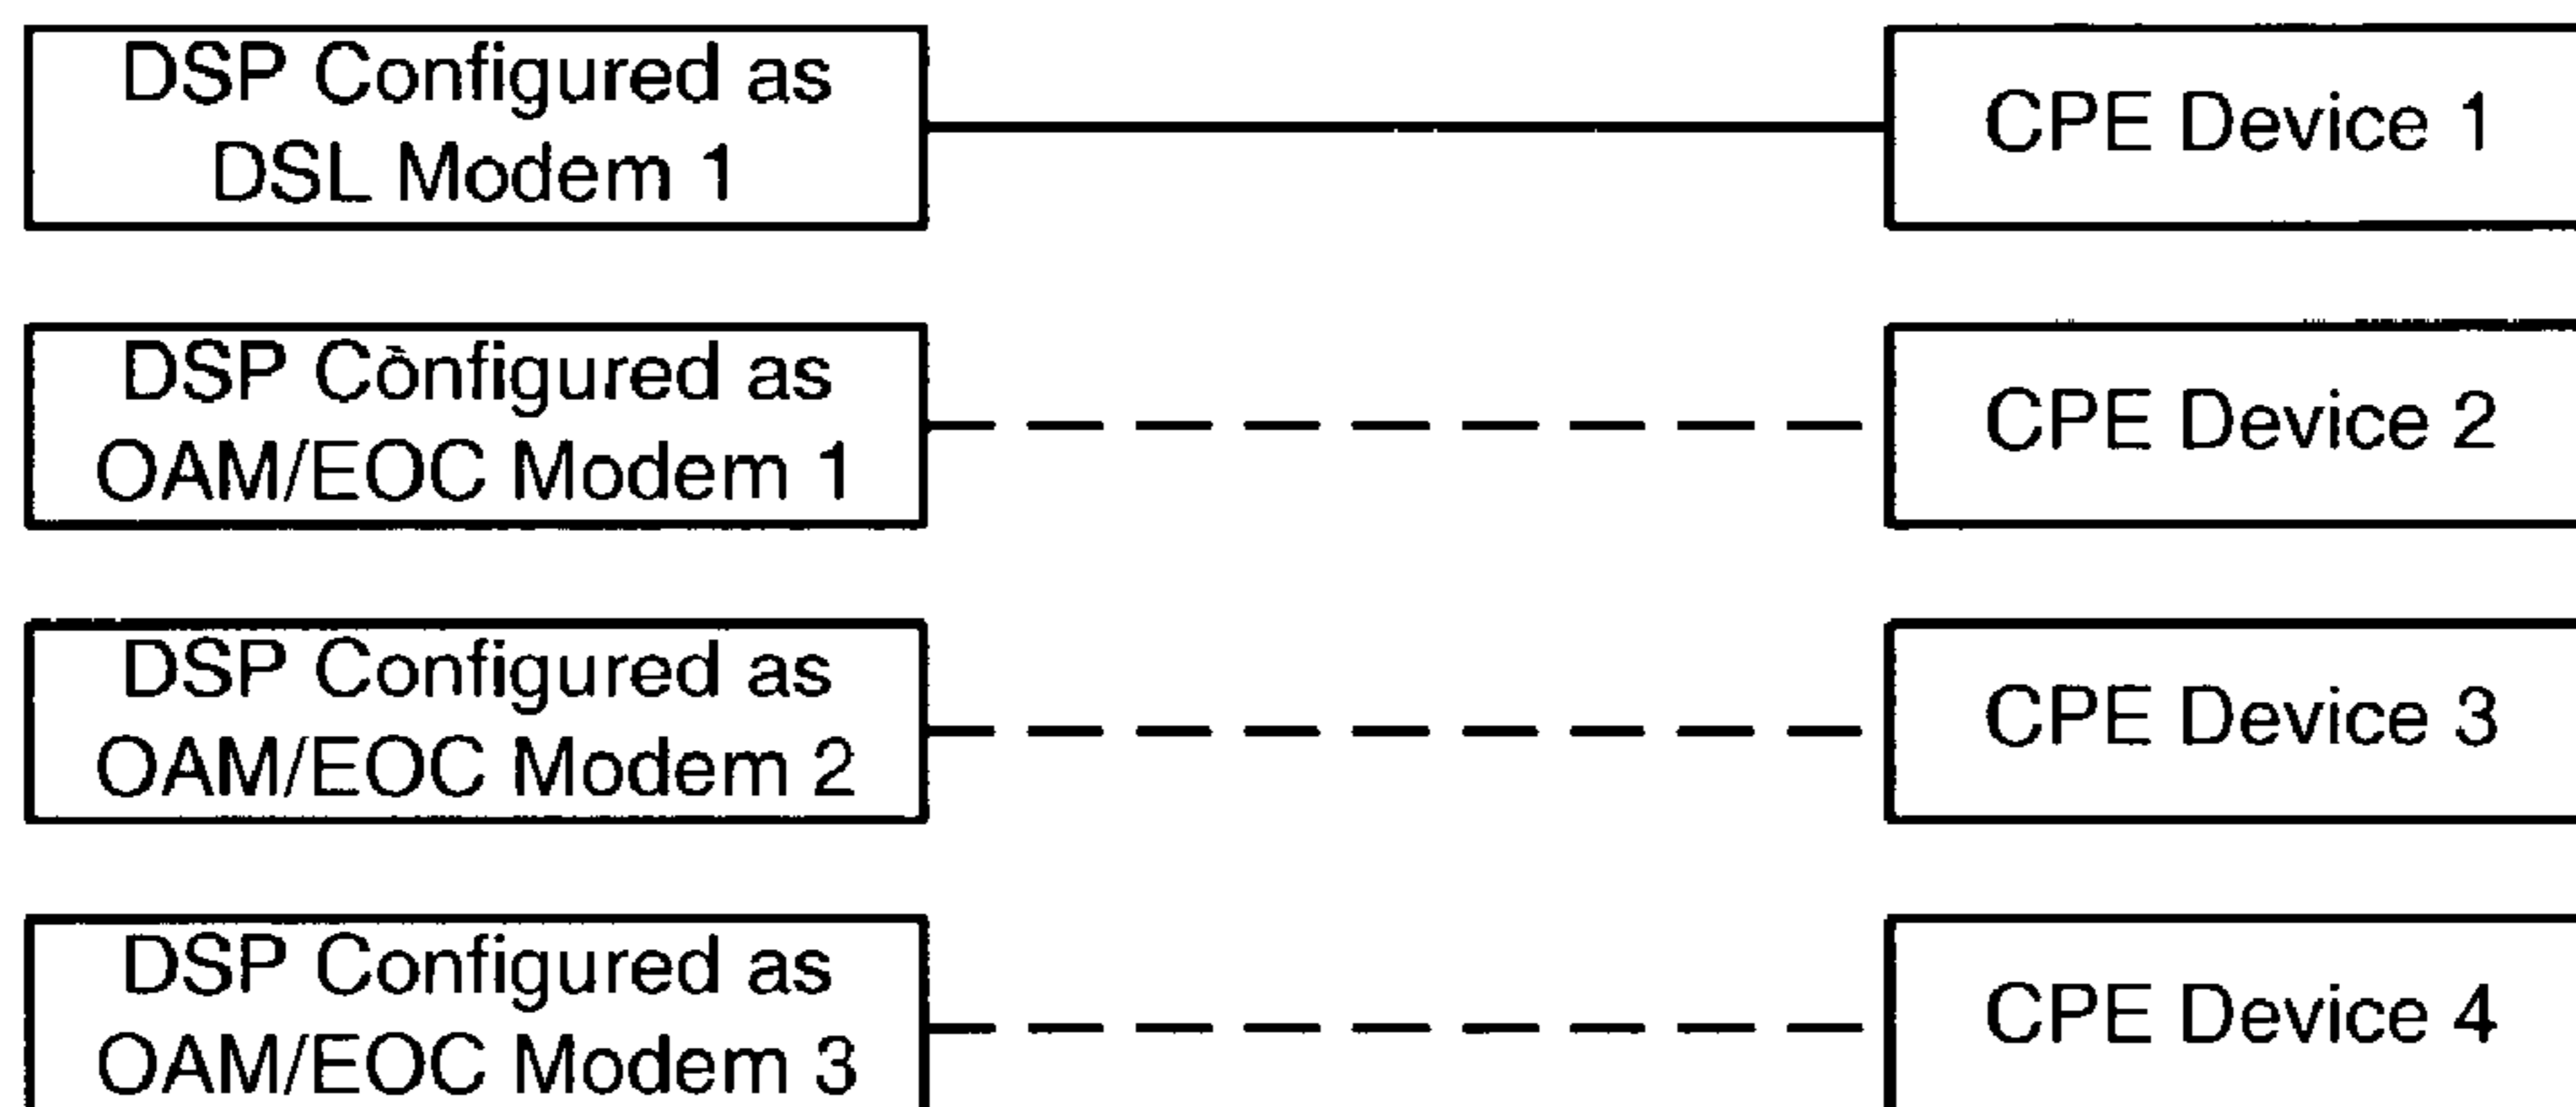 DSP Configured as
DSL Modem 1
CPE Device 1
DSP Configured as
OAM/EOC Modem 1
CPE Device 2
DSP Configured as
OAM/EOC Modem 2
CPE Device 3
DSP Configured as
OAM/EOC Modem 3
CPE Device 4